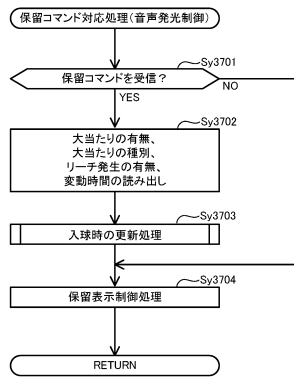 保留コマンド対応処理(音声発光制御)
Sy3701
保留コマンドを受信？
NO
YES
Sy3702
大当たりの有無、
大当たりの種別、
リーチ発生の有無、
変動時間の読み出し
Sy3703
入球時の更新処理
Sy3704
保留表示制御処理
RETURN